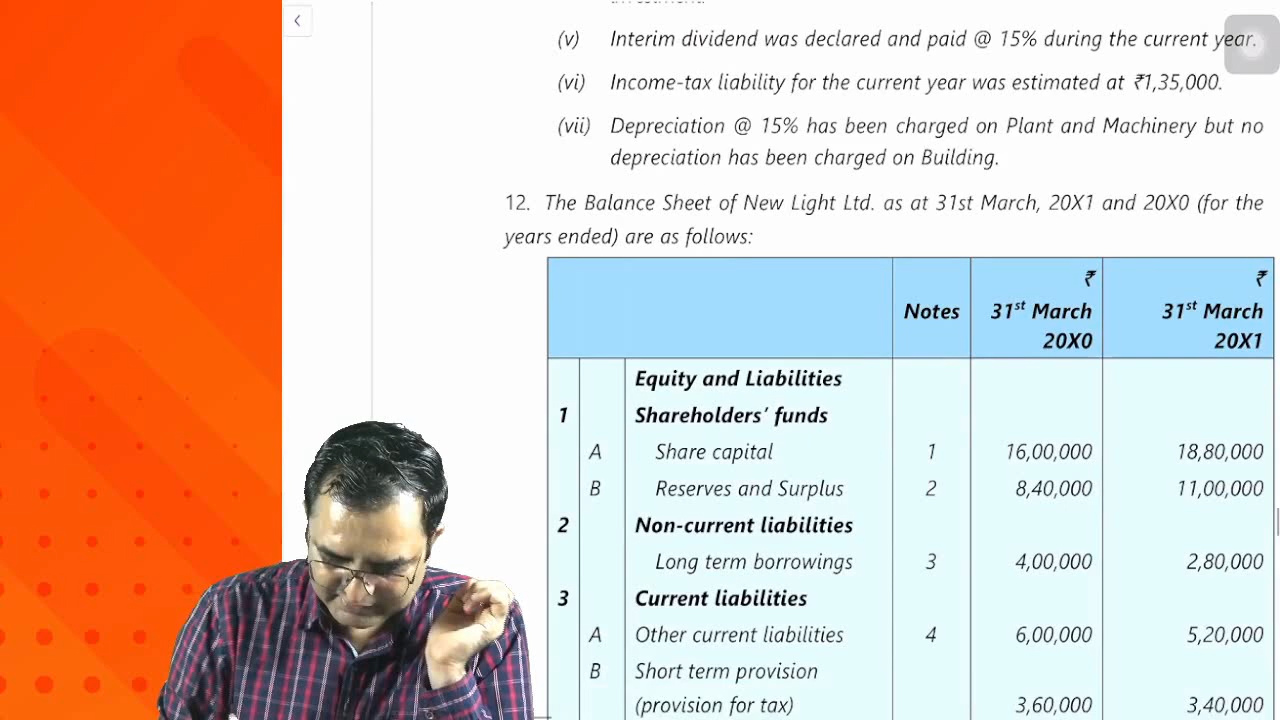 (v) Interim dividend was declared and paid @ 15% during the current year.
(vi) Income-tax liability for the current year was estimated at ₹1,35,000.
(vii) Depreciation @ 15% has been charged on Plant and Machinery but no
depreciation has been charged on Building.
12. The Balance Sheet of New Light Ltd. as at 31st March, 20X1 and 20X0 (for the
years ended) are as follows:
₹ ₹
Notes 31st March 31st March
20X0 20X1
Equity and Liabilities
1 Shareholders' funds
A Share capital 1 16,00,000 18,80,000
B Reserves and Surplus 2 8,40,000 11,00,000
2 Non-current liabilities
Long term borrowings 3 4,00,000 2,80,000
3 Current liabilities
A Other current liabilities 4 6,00,000 5,20,000
B Short term provision
(provision for tax) 3,60,000 3,40,000